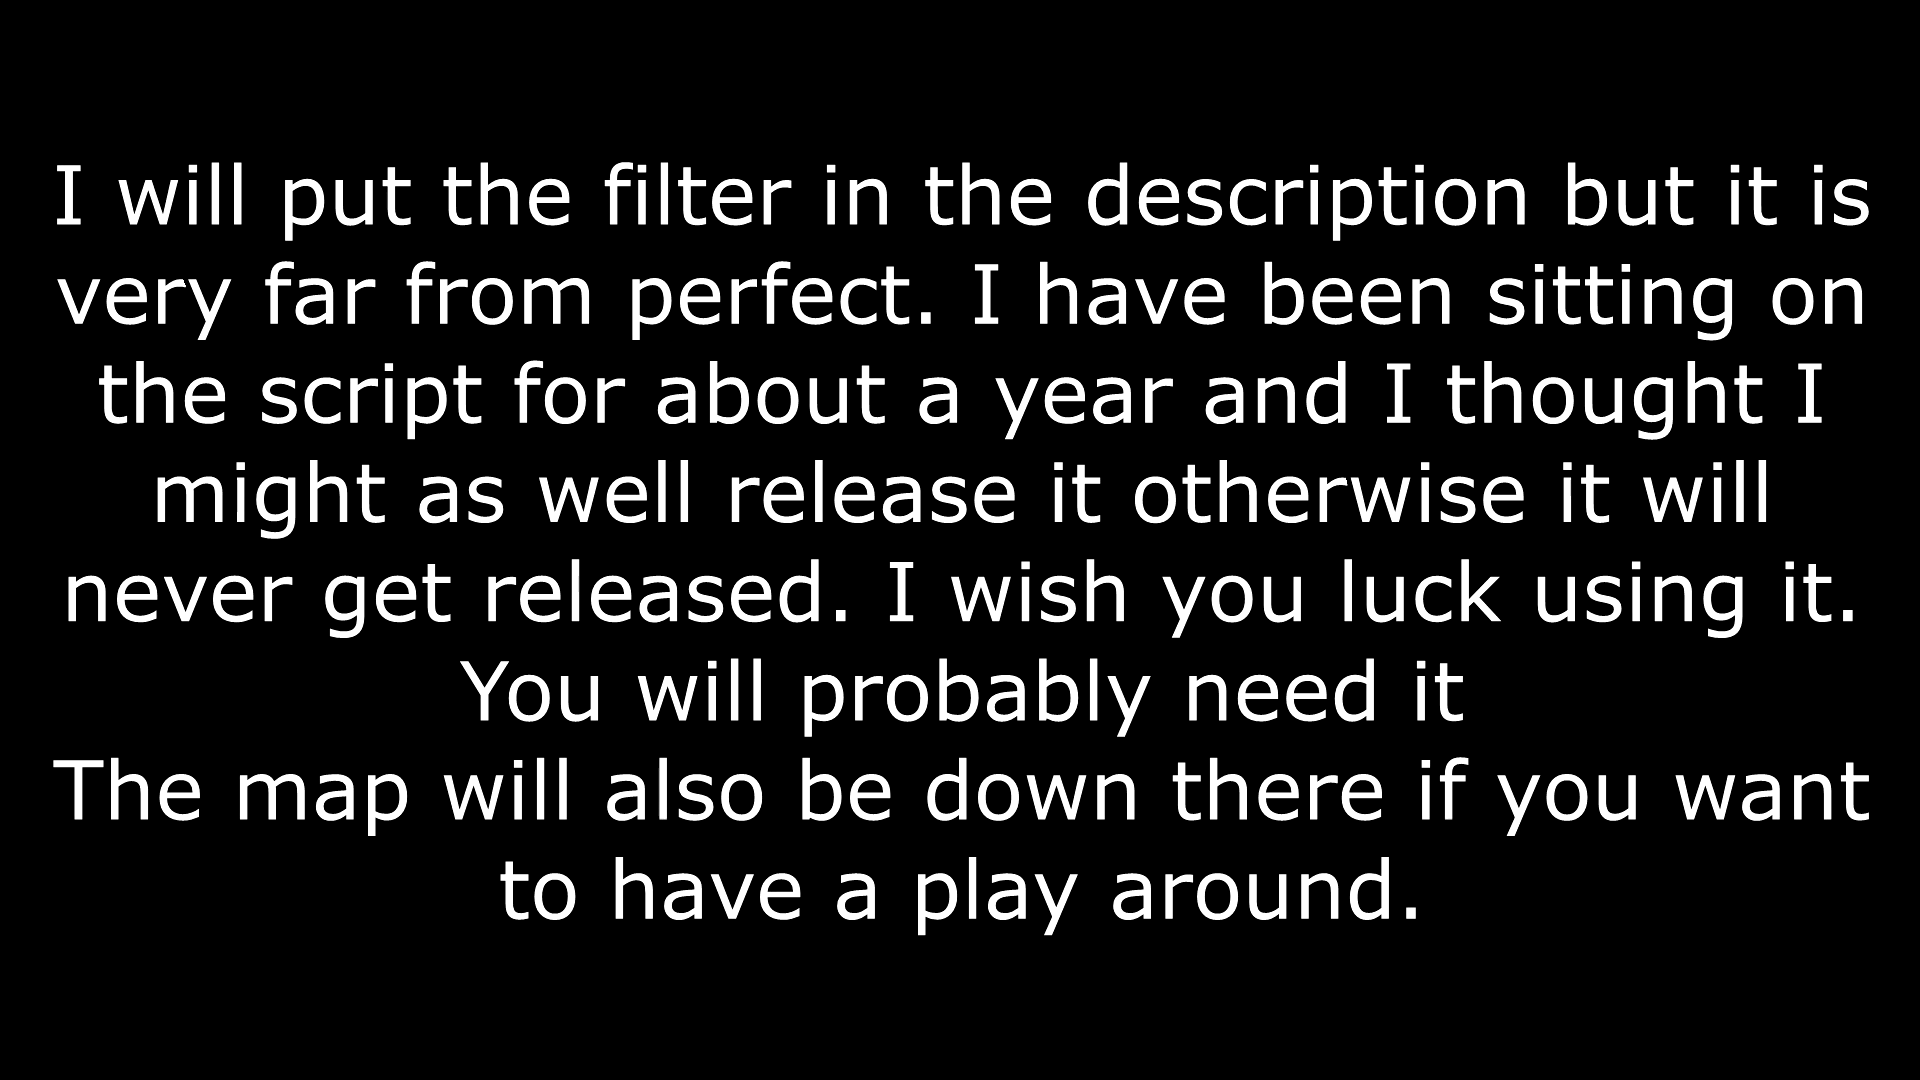 I will put the filter in the description but it is
very far from perfect. I have been sitting on
the script for about a year and I thought I
might as well release it otherwise it will
never get released. I wish you luck using it.
You will probably need it
The map will also be down there if you want
to have a play around.